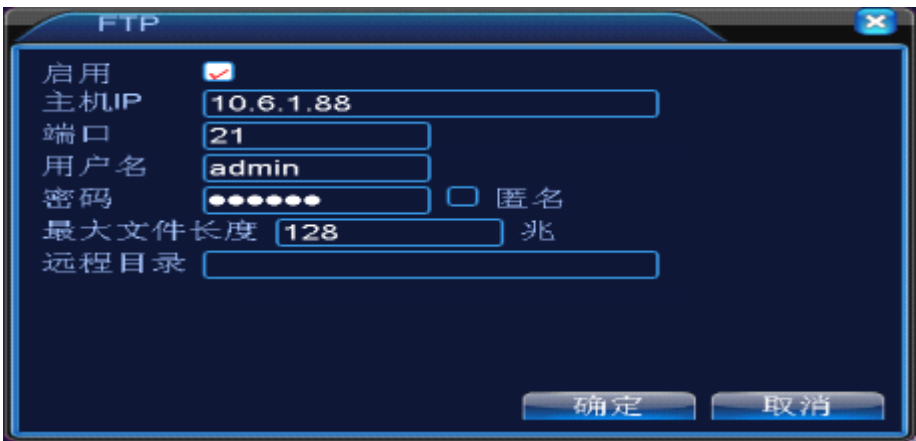 FTP
启用
主机IP 10.6.1.88
端口 21
用户名 admin
密码 ●●●●●● 匿名
最大文件长度 128 兆
远程目录
确定 取消